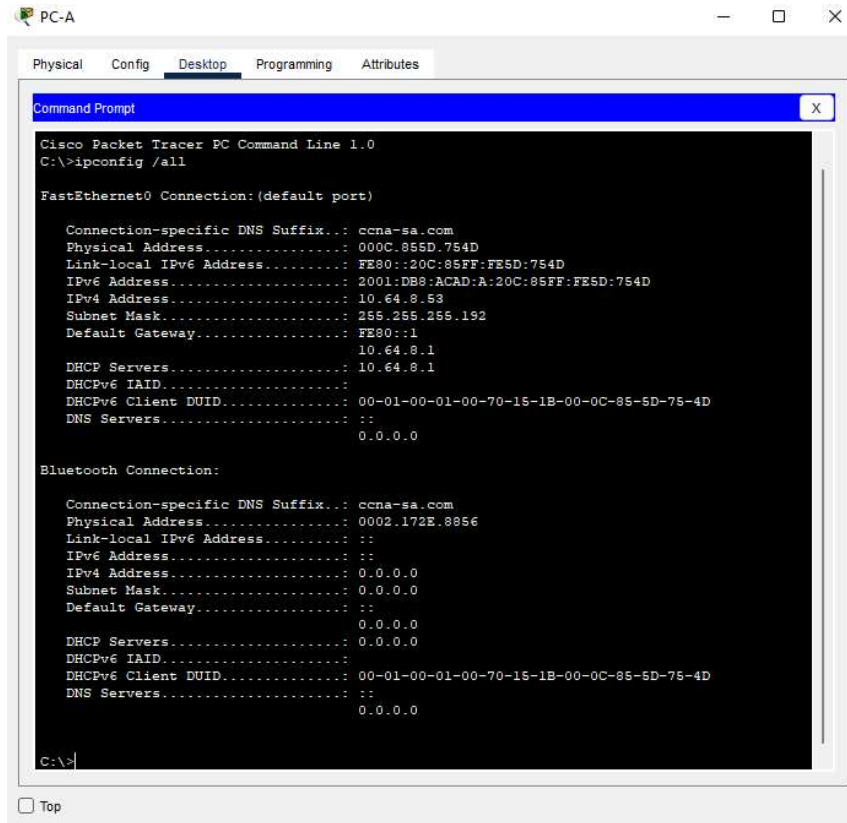 PC-A
Physical Config Desktop Programming Attributes
Command Prompt X
Cisco Packet Tracer PC Command Line 1.0
C:\>ipconfig /all
FastEthernet0 Connection:(default port)
Connection-specific DNS Suffix..: ccna-sa.com
Physical Address................: 000C.855D.754D
Link-local IPv6 Address.........: FE80::20C:85FF:FE5D:754D
IPv6 Address....................: 2001:DB8:ACAD:A:20C:85FF:FE5D:754D
IPv4 Address....................: 10.64.8.53
Subnet Mask.....................: 255.255.255.192
Default Gateway.................: FE80::1
10.64.8.1
DHCP Servers....................: 10.64.8.1
DHCPv6 IAID.....................:
DHCPv6 Client DUID..............: 00-01-00-01-00-70-15-1B-00-0C-85-5D-75-4D
DNS Servers.....................: ::
0.0.0.0
Bluetooth Connection:
Connection-specific DNS Suffix..: ccna-sa.com
Physical Address................: 0002.172E.8856
Link-local IPv6 Address.........: ::
IPv6 Address....................: ::
IPv4 Address....................: 0.0.0.0
Subnet Mask.....................: 0.0.0.0
Default Gateway.................: ::
0.0.0.0
DHCP Servers....................: 0.0.0.0
DHCPv6 IAID.....................:
DHCPv6 Client DUID..............: 00-01-00-01-00-70-15-1B-00-0C-85-5D-75-4D
DNS Servers.....................: ::
0.0.0.0
C:\>
Top